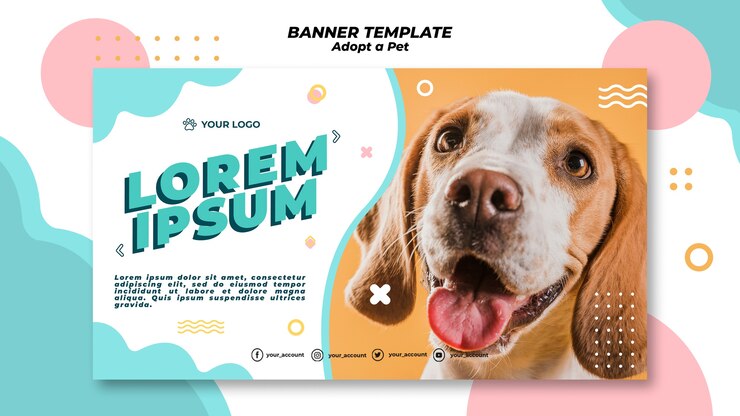 BANNER TEMPLATE
Adopt a Pet
YOUR LOGO
LOREM
IPSUM
Lorem ipsum dolor sit amet, consectetur
adipiscing elit, sed do eiusmod tempor
incididunt ut labore et dolore magna
aliqua. Quis ipsum suspendisse ultrices
gravida.
your_account your_account your_account your_account